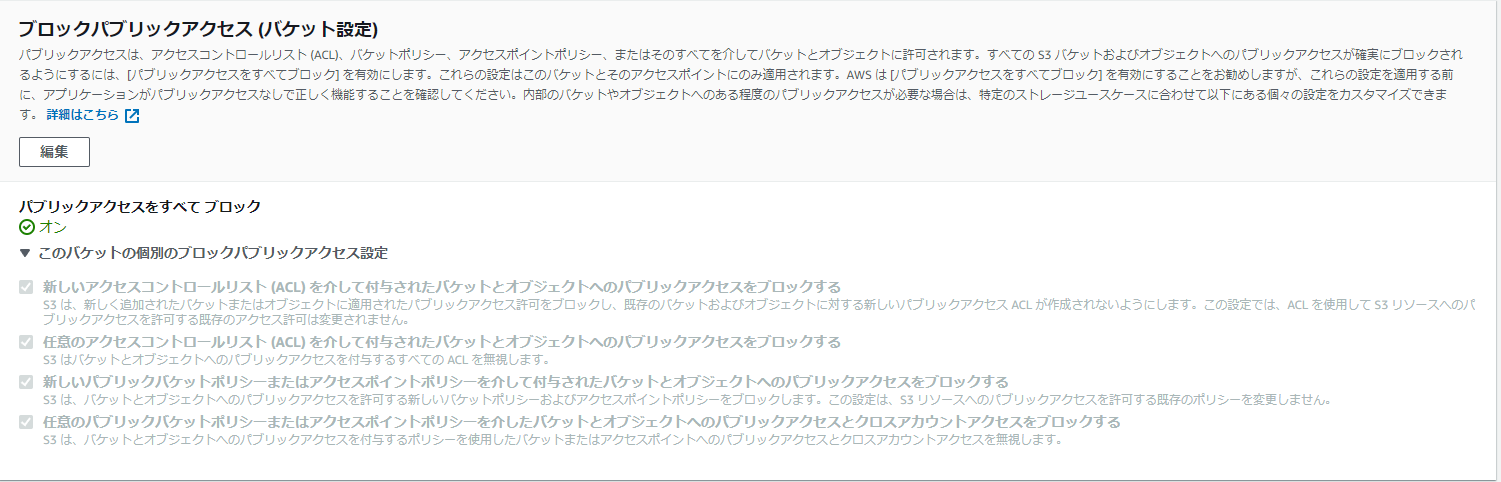 ブロックパブリックアクセス (バケット設定)
パブリックアクセスは、アクセスコントロールリスト (ACL)、バケットポリシー、アクセスポイントポリシー、またはそのすべてを介してバケットとオブジェクトに許可されます。すべての S3 バケットおよびオブジェクトへのパブリックアクセスが確実にブロックされ
るようにするには、[パブリックアクセスをすべてブロック] を有効にします。これらの設定はこのバケットとそのアクセスポイントにのみ適用されます。AWS は [パブリックアクセスをすべてブロック] を有効にすることをお勧めしますが、これらの設定を適用する前
に、アプリケーションがパブリックアクセスなしで正しく機能することを確認してください。内部のバケットやオブジェクトへのある程度のパブリックアクセスが必要な場合は、特定のストレージユースケースに合わせて以下にある個々の設定をカスタマイズできま
す。 詳細はこちら
編集
パブリックアクセスをすべて ブロック
オン
▼ このバケットの個別のブロックパブリックアクセス設定
新しいアクセスコントロールリスト (ACL) を介して付与されたバケットとオブジェクトへのパブリックアクセスをブロックする
S3 は、新しく追加されたバケットまたはオブジェクトに適用されたパブリックアクセス許可をブロックし、既存のバケットおよびオブジェクトに対する新しいパブリックアクセス ACL が作成されないようにします。この設定では、ACL を使用して S3 リソースへのパ
ブリックアクセスを許可する既存のアクセス許可は変更されません。
任意のアクセスコントロールリスト (ACL) を介して付与されたバケットとオブジェクトへのパブリックアクセスをブロックする
S3 はバケットとオブジェクトへのパブリックアクセスを付与するすべての ACL を無視します。
新しいパブリックバケットポリシーまたはアクセスポイントポリシーを介して付与されたバケットとオブジェクトへのパブリックアクセスをブロックする
S3 は、バケットとオブジェクトへのパブリックアクセスを許可する新しいバケットポリシーおよびアクセスポイントポリシーをブロックします。この設定は、S3 リソースへのパブリックアクセスを許可する既存のポリシーを変更しません。
任意のパブリックバケットポリシーまたはアクセスポイントポリシーを介したバケットとオブジェクトへのパブリックアクセスとクロスアカウントアクセスをブロックする
S3 は、バケットとオブジェクトへのパブリックアクセスを付与するポリシーを使用したバケットまたはアクセスポイントへのパブリックアクセスとクロスアカウントアクセスを無視します。